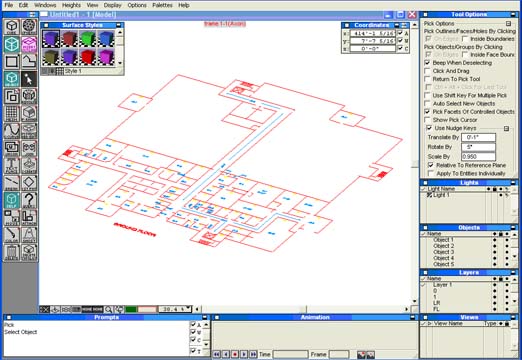 File Edit Windows Heights View Display Options Palettes Help
Untitled1 - 1 (Model)
frame 1-1(Axon)
Surface Styles
Style 1
Coordinates
x: 414'-1 5/16" A
Y: 7'-7 5/16" W
z: 0'-0" C
GROUND FLOOR
38.4 %
Tool Options
Pick Options
Pick Outlines/Faces/Holes By Clicking
On Edges Inside Boundaries
Pick Objects/Groups By Clicking
On Edges Inside Face Bound
Beep When Deselecting
Click And Drag
Return To Pick Tool
Ctrl + Alt + Click For Last Tool
Use Shift Key For Multiple Pick
Auto Select New Objects
Pick Facets Of Controlled Objects
Show Pick Cursor
Use Nudge Keys
Translate By 0'-1"
Rotate By 5°
Scale By 0.950
Relative To Reference Plane
Apply To Entities Individually
Lights
Light Name
Light 1
Objects
Name
Object 1
Object 2
Object 3
Object 4
Object 5
Layers
Name
Layer 1
0
1
LR
FL
Views
View Name
Prompts
Pick
Select Object
A
W
C
T
Animation
Time
Frame